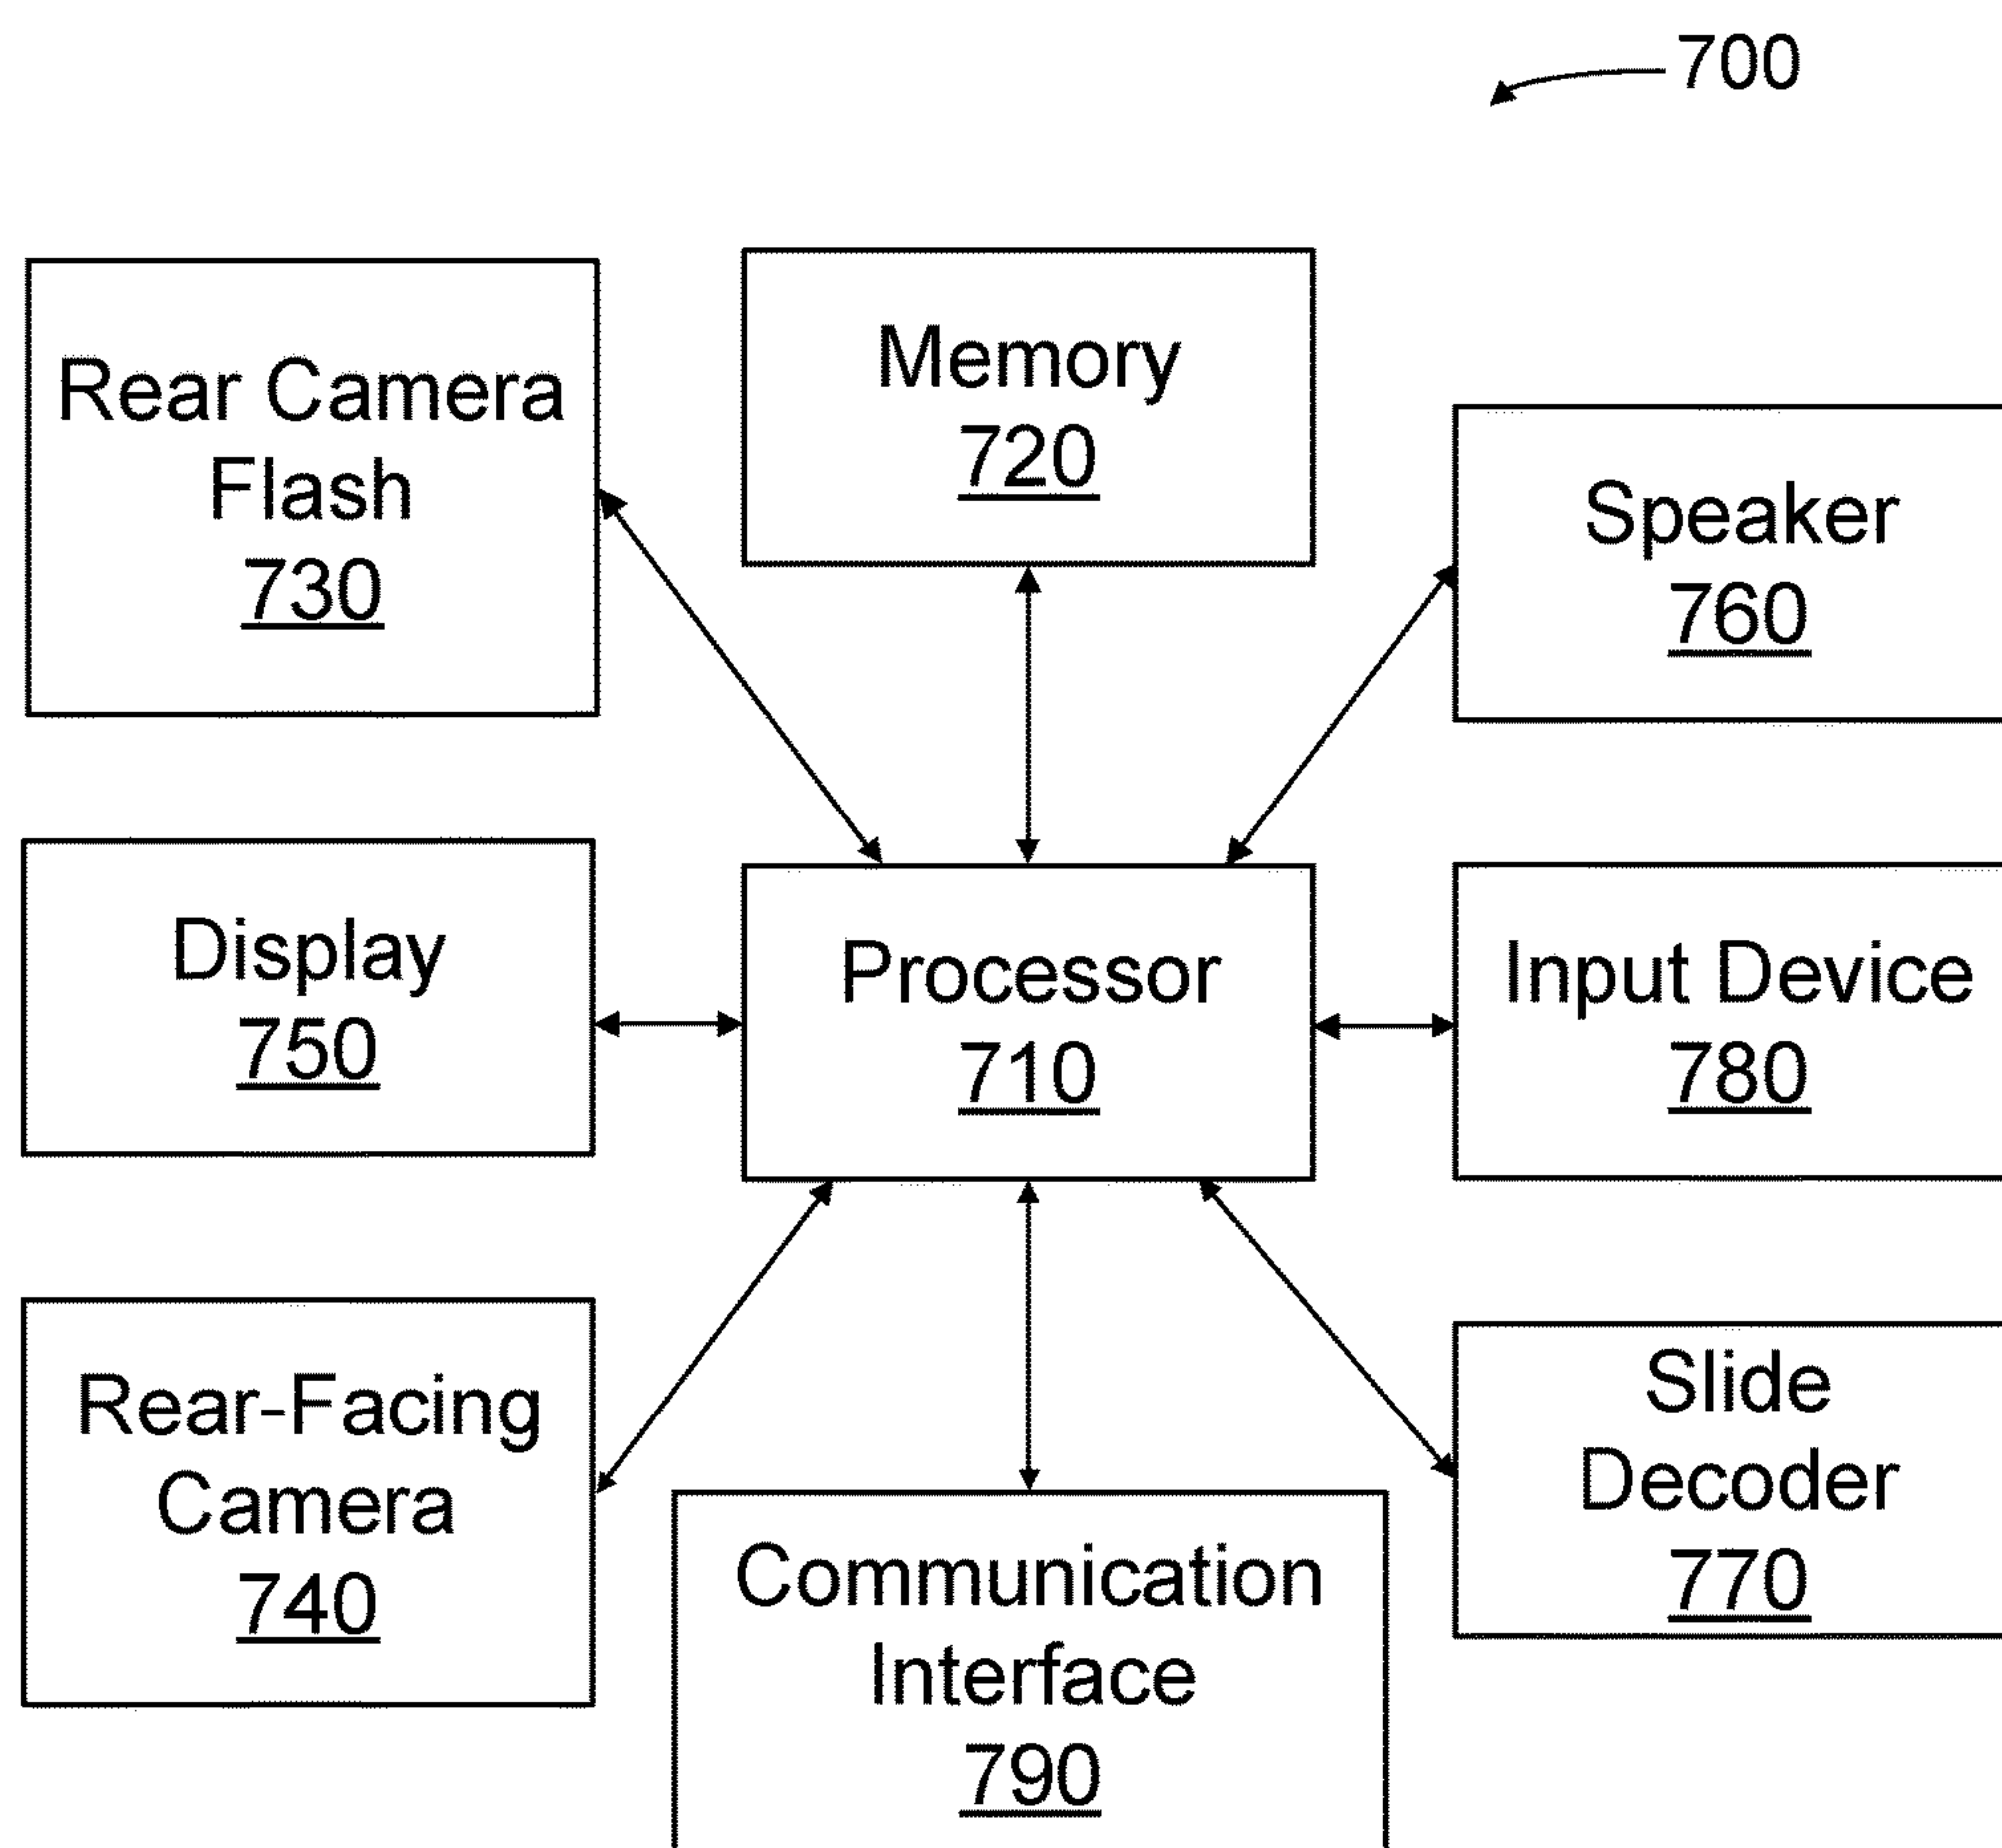 700
Rear Camera
Flash
730
Memory
720
Speaker
760
Display
750
Processor
710
Input Device
780
Rear-Facing
Camera
740
Communication
Interface
790
Slide
Decoder
770